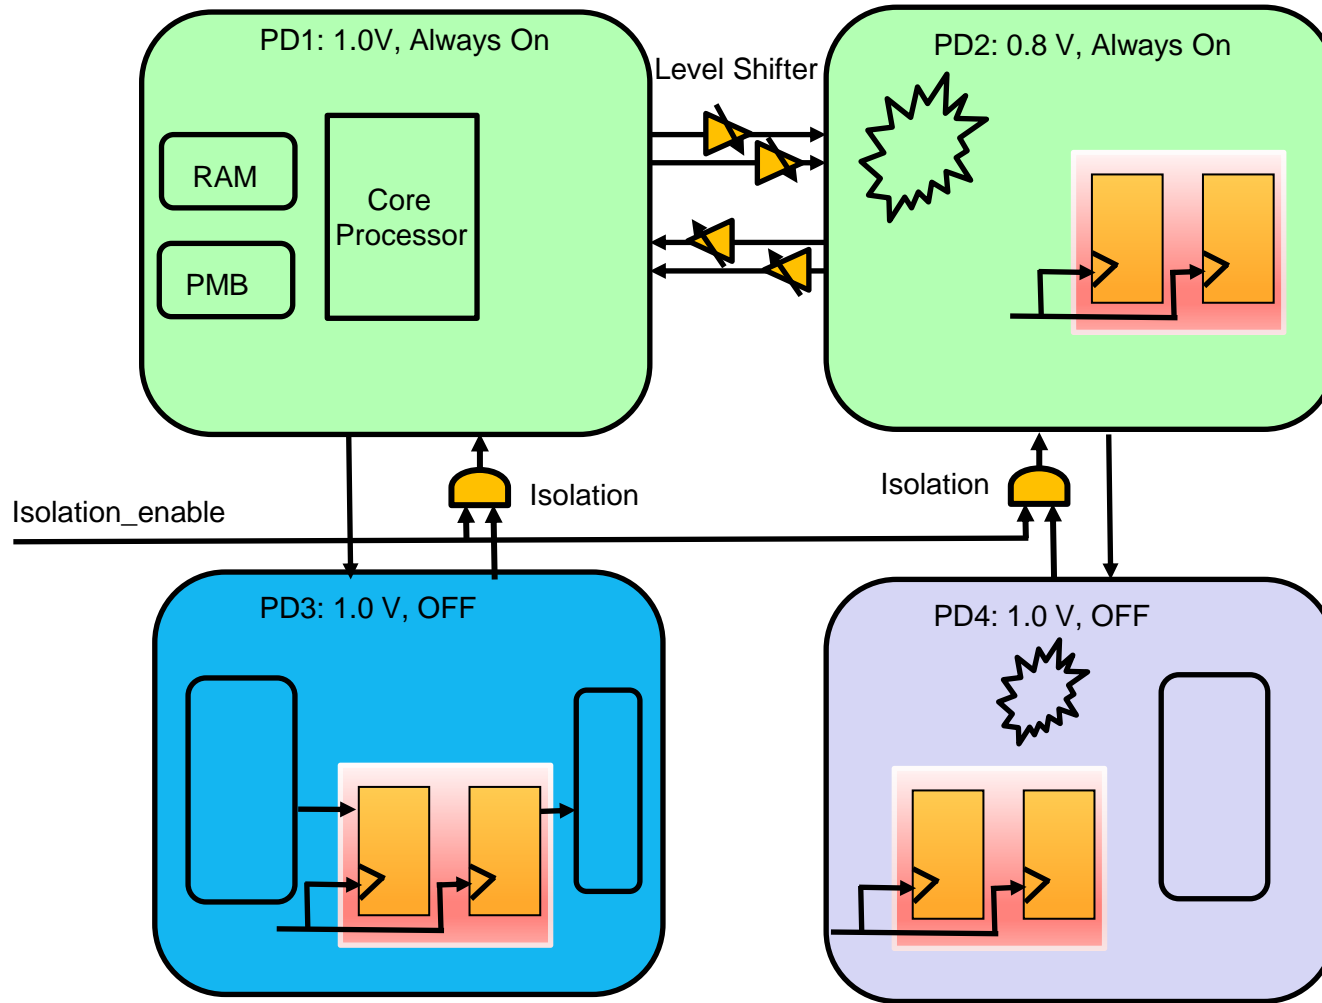 PD1: 1.0V, Always On
PD2: 0.8 V, Always On
Level Shifter
RAM
Core
Processor
PMB
Isolation
Isolation
Isolation_enable
PD3: 1.0 V, OFF
PD4: 1.0 V, OFF